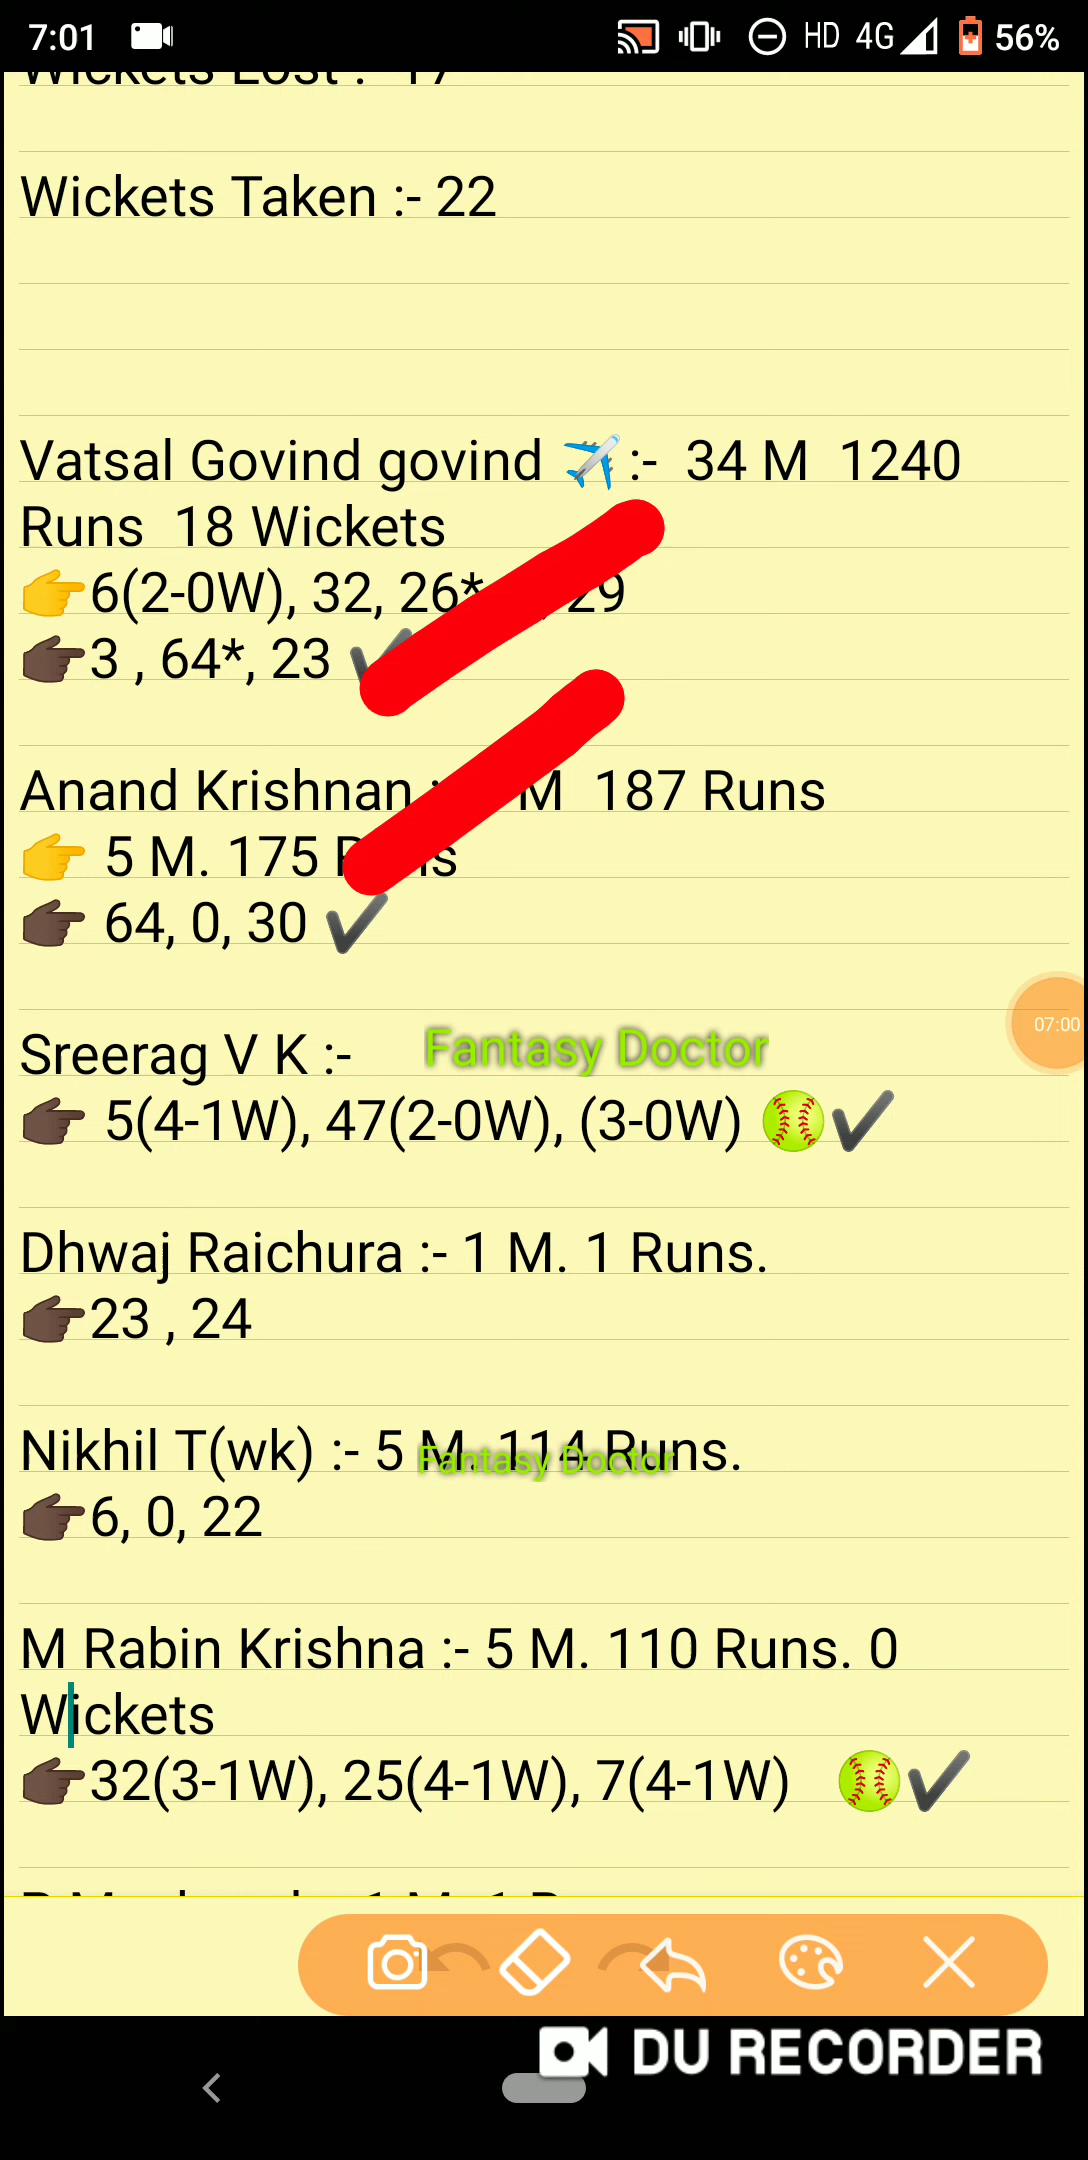 7:01 HD 4G 56%
Wickets Lost :- 17
Wickets Taken :- 22
Vatsal Govind govind ✈️ :- 34 M 1240
Runs 18 Wickets
👉6(2-0W), 32, 26* 29
👉🏿3 , 64*, 23 ✔️
Anand Krishnan M 187 Runs
👉 5 M. 175
👉🏿 64, 0, 30 ✔️
Sreerag V K :-
Fantasy Doctor
07:00
👉🏿 5(4-1W), 47(2-0W), (3-0W) 🥎✔️
Dhwaj Raichura :- 1 M. 1 Runs.
👉🏿23 , 24
Nikhil T(wk) :- 5 M. 114 Runs.
Fantasy Doctor
👉🏿6, 0, 22
M Rabin Krishna :- 5 M. 110 Runs. 0
Wickets
👉🏿32(3-1W), 25(4-1W), 7(4-1W) 🥎✔️
DU RECORDER